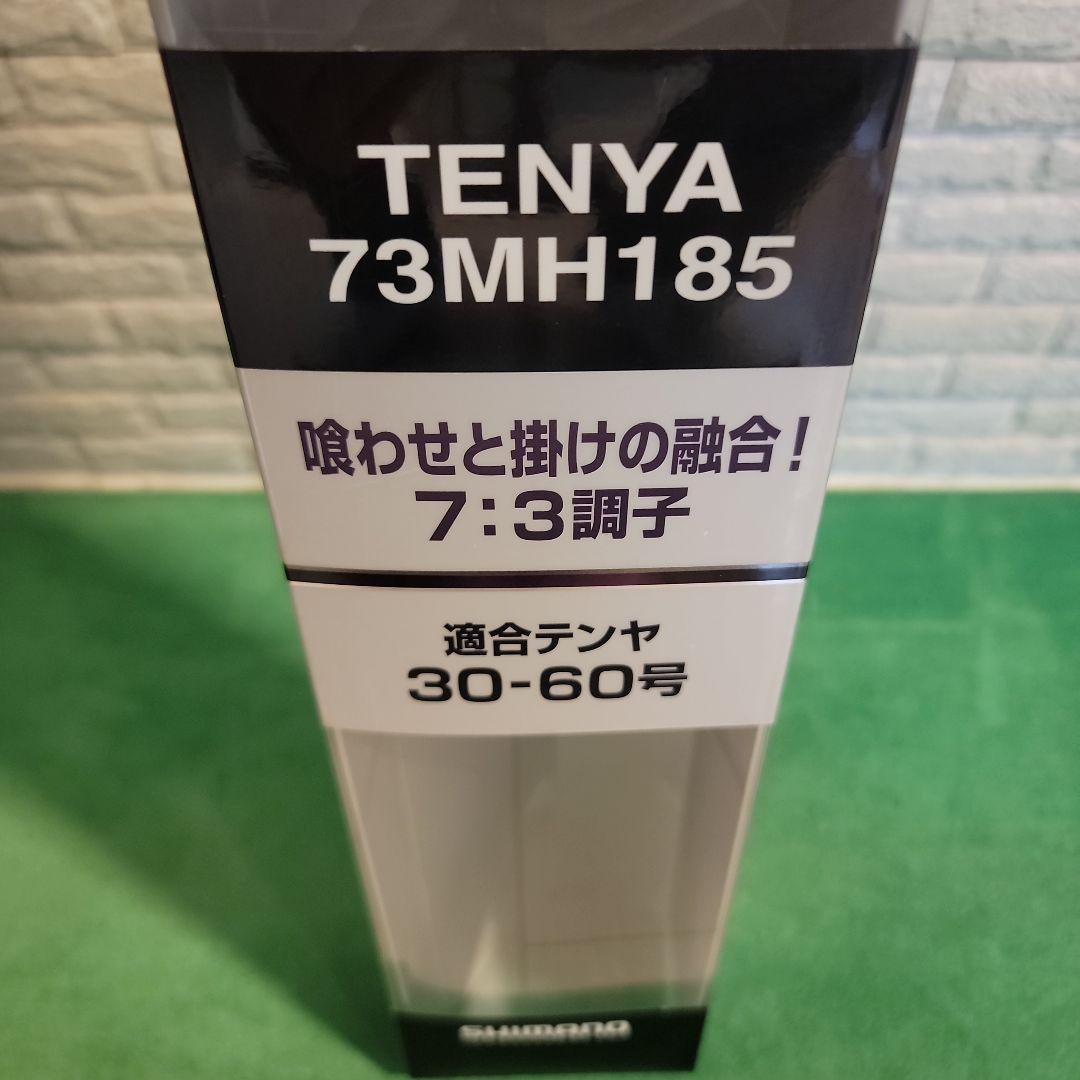 TENYA
73MH185
喰わせと掛けの融合！
7：3調子
適合テンヤ
30-60号
SHIMANO